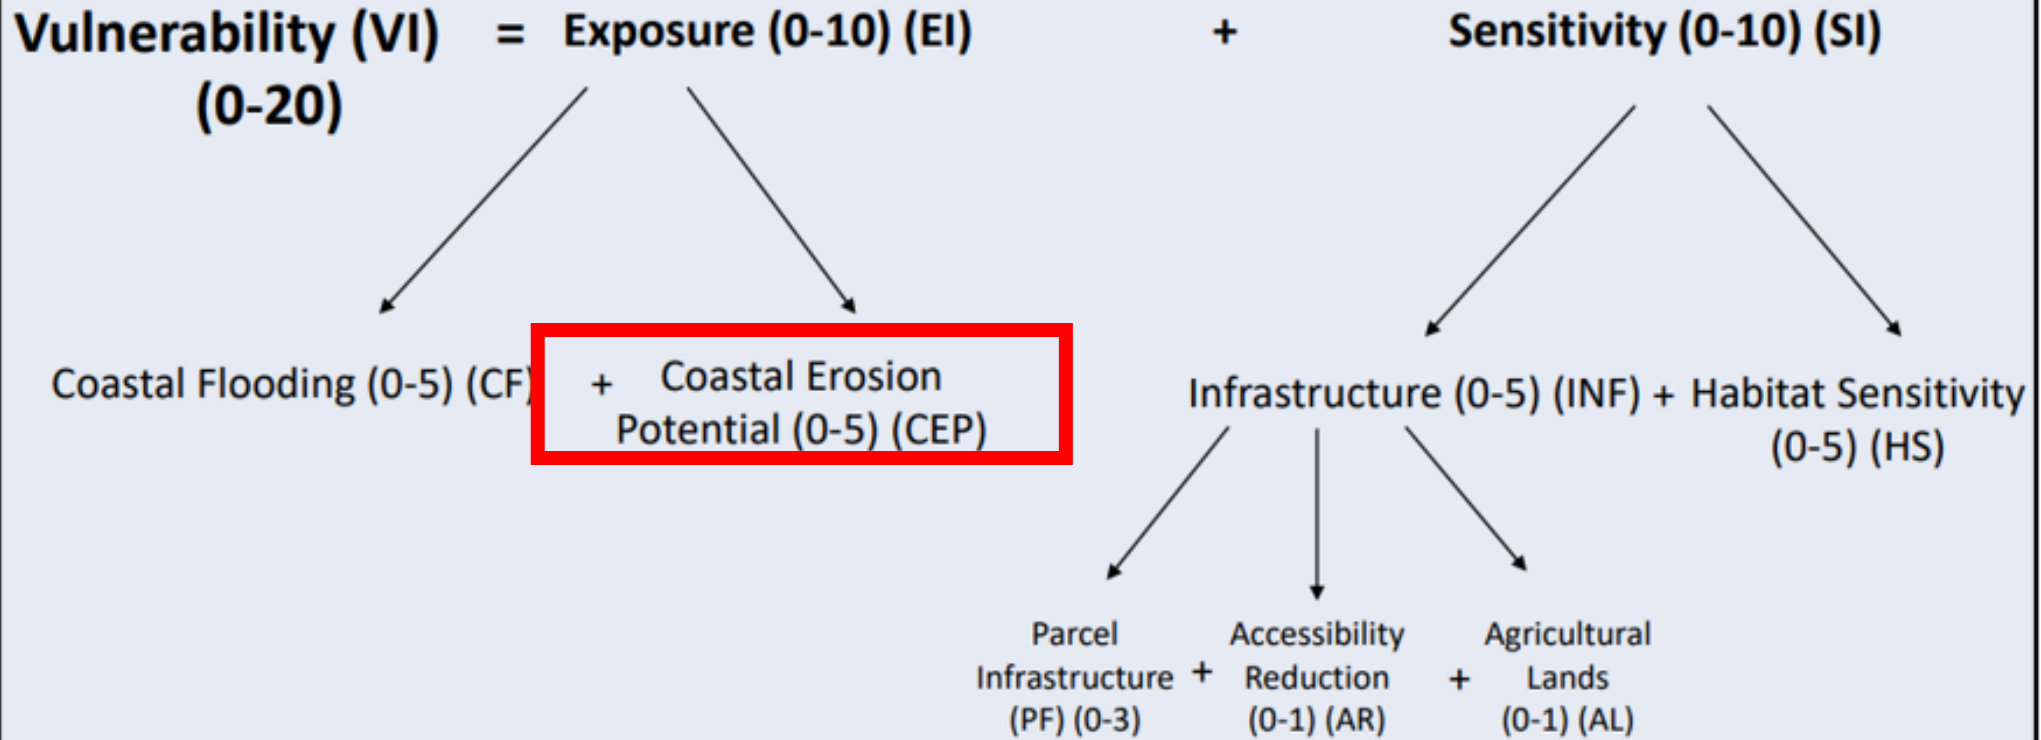 Vulnerability (VI) = Exposure (0-10) (EI) + Sensitivity (0-10) (SI)
(0-20)
Coastal Flooding (0-5) (CF) + Coastal Erosion
Potential (0-5) (CEP)
Infrastructure (0-5) (INF) + Habitat Sensitivity
(0-5) (HS)
Parcel
Infrastructure
(PF) (0-3)
+
Accessibility
Reduction
(0-1) (AR)
+
Agricultural
Lands
(0-1) (AL)